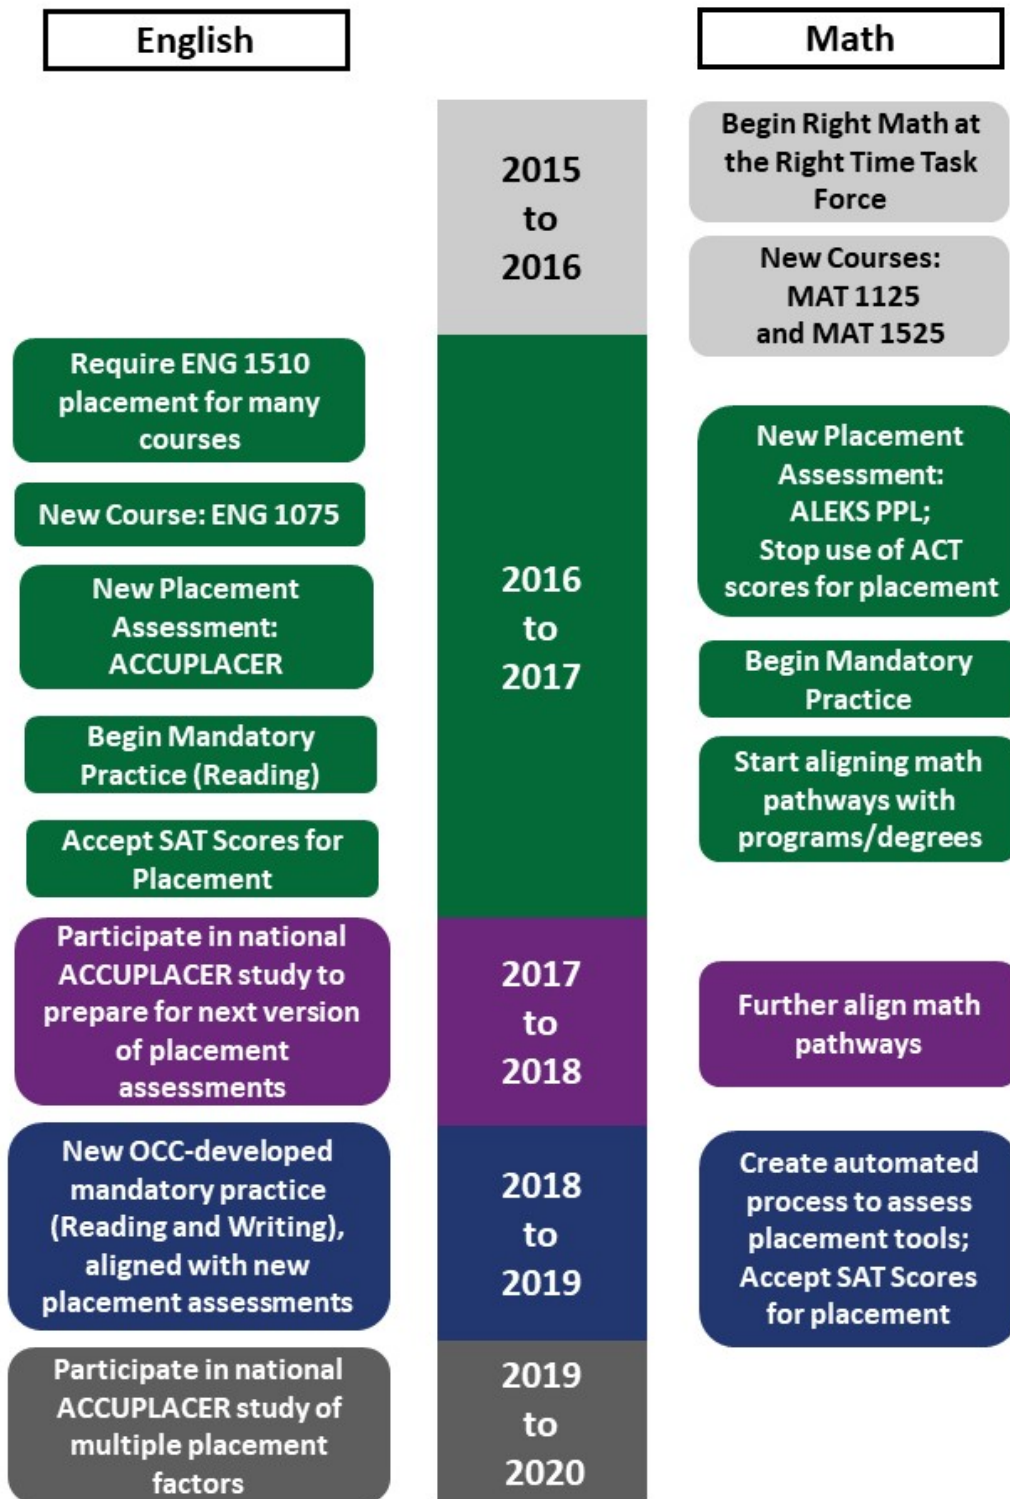 English
Math
2015
to
2016
Begin Right Math at
the Right Time Task
Force
New Courses:
MAT 1125
and MAT 1525
Require ENG 1510
placement for many
courses
New Course: ENG 1075
New Placement
Assessment:
ACCUPLACER
Begin Mandatory
Practice (Reading)
Accept SAT Scores for
Placement
2016
to
2017
New Placement
Assessment:
ALEKS PPL;
Stop use of ACT
scores for placement
Begin Mandatory
Practice
Start aligning math
pathways with
programs/degrees
Participate in national
ACCUPLACER study to
prepare for next version
of placement
assessments
2017
to
2018
Further align math
pathways
New OCC-developed
mandatory practice
(Reading and Writing),
aligned with new
placement assessments
2018
to
2019
Create automated
process to assess
placement tools;
Accept SAT Scores
for placement
Participate in national
ACCUPLACER study of
multiple placement
factors
2019
to
2020